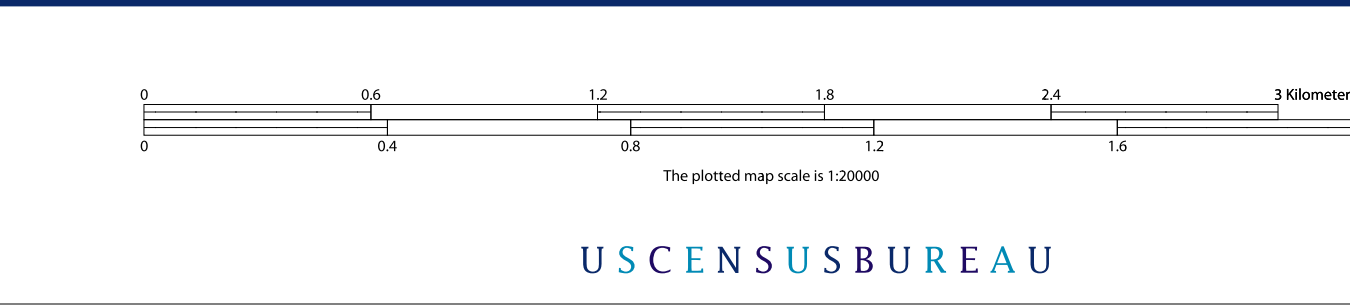 0 0.6 1.2 1.8 2.4 3 Kilometer
0 0.4 0.8 1.2 1.6
The plotted map scale is 1:20000
USCENSUSBUREAU